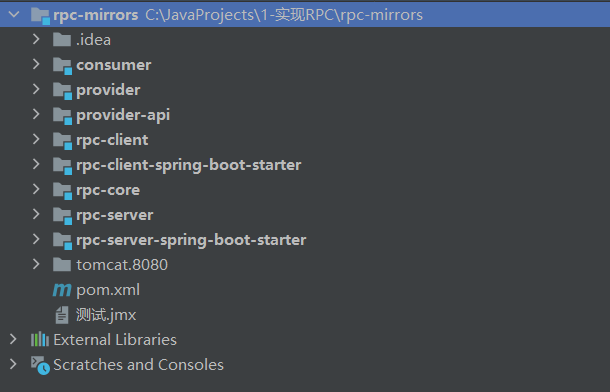 rpc-mirrors C:\JavaProjects\1-实现RPC\rpc-mirrors
.idea
consumer
provider
provider-api
rpc-client
rpc-client-spring-boot-starter
rpc-core
rpc-server
rpc-server-spring-boot-starter
tomcat.8080
m pom.xml
测试.jmx
External Libraries
Scratches and Consoles